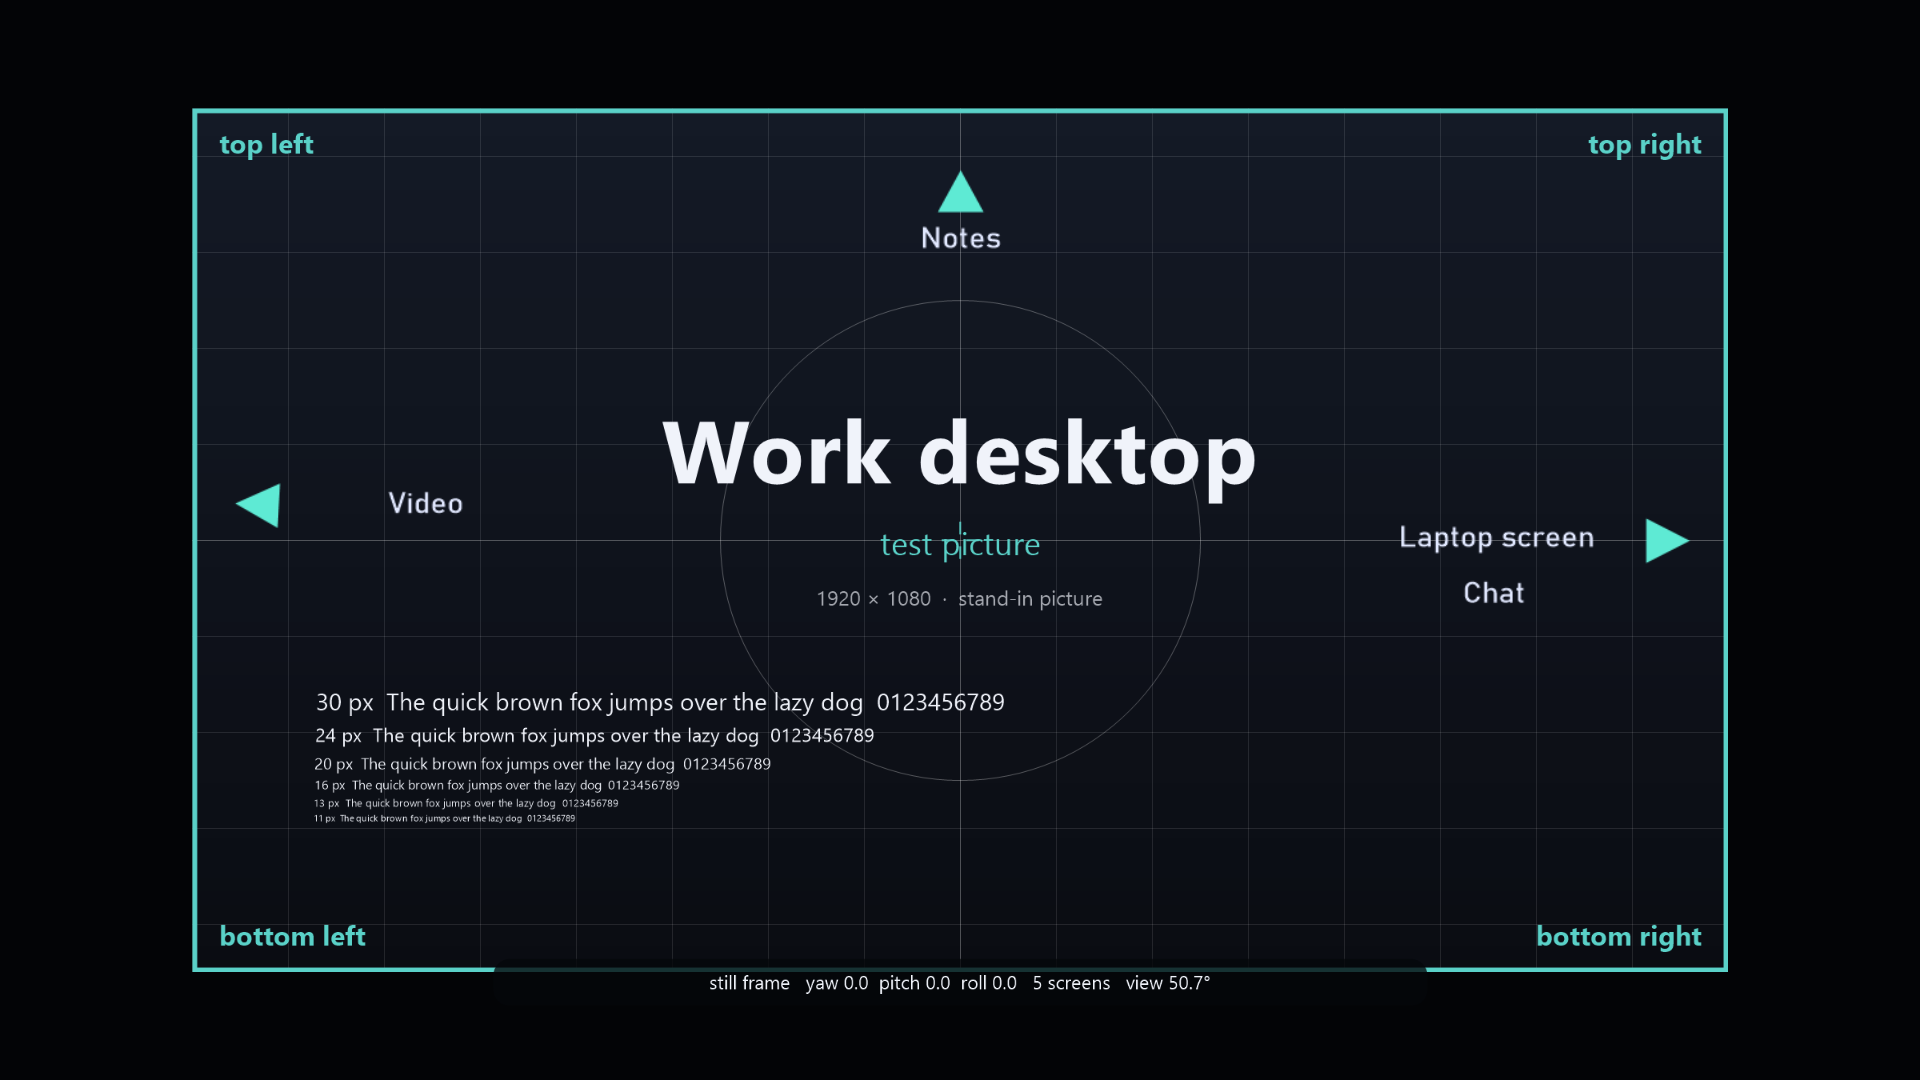 top left
top right
Notes
Work desktop
Video
test picture
Laptop screen
Chat
1920 × 1080 · stand-in picture
30 px The quick brown fox jumps over the lazy dog 0123456789
24 px The quick brown fox jumps over the lazy dog 0123456789
20 px The quick brown fox jumps over the lazy dog 0123456789
16 px The quick brown fox jumps over the lazy dog 0123456789
13 px The quick brown fox jumps over the lazy dog 0123456789
11 px The quick brown fox jumps over the lazy dog 0123456789
bottom left
bottom right
still frame yaw 0.0 pitch 0.0 roll 0.0 5 screens view 50.7°